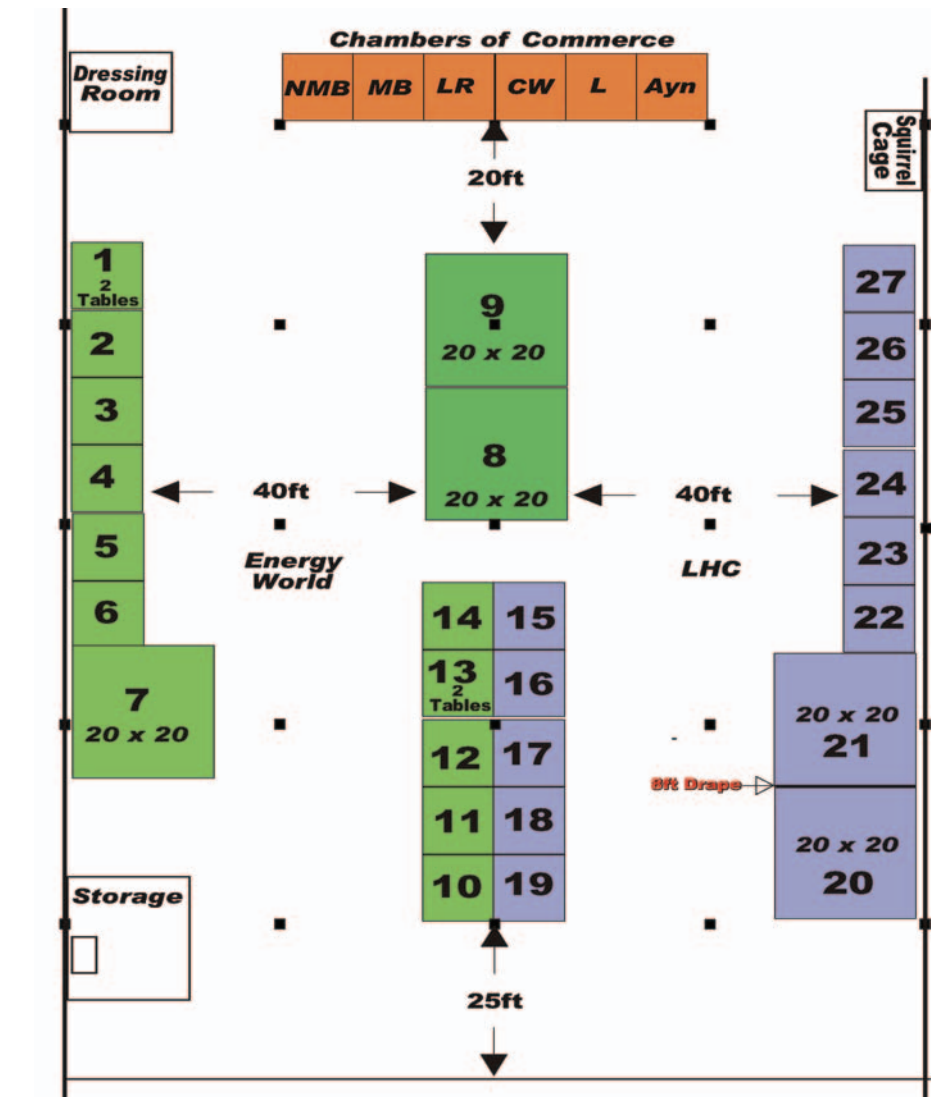 Chambers of Commerce
Dressing
Room
NMB MB LR CW L Ayn
Squirrel
Cage
20ft
1
2
Tables
2
3
4
5
6
7
20 x 20
9
20 x 20
8
20 x 20
27
26
25
24
23
22
40ft
40ft
Energy
World
LHC
14 15
13
2
Tables
16
12 17
11 18
10 19
20 x 20
21
8ft Drape
20 x 20
20
Storage
25ft